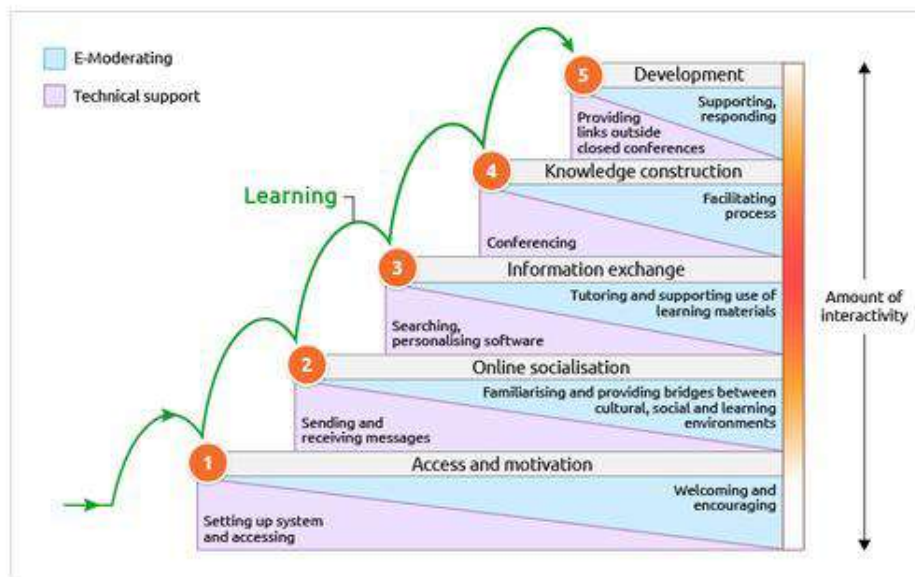 E-Moderating
Technical support
Learning
5
Development
Supporting,
responding
Providing
links outside
closed conferences
4
Knowledge construction
Facilitating
process
Conferencing
3
Information exchange
Tutoring and supporting use of
learning materials
Searching,
personalising software
2
Online socialisation
Familiarising and providing bridges between
cultural, social and learning
environments
Sending and
receiving messages
1
Access and motivation
Welcoming and
encouraging
Setting up system
and accessing
Amount of
interactivity